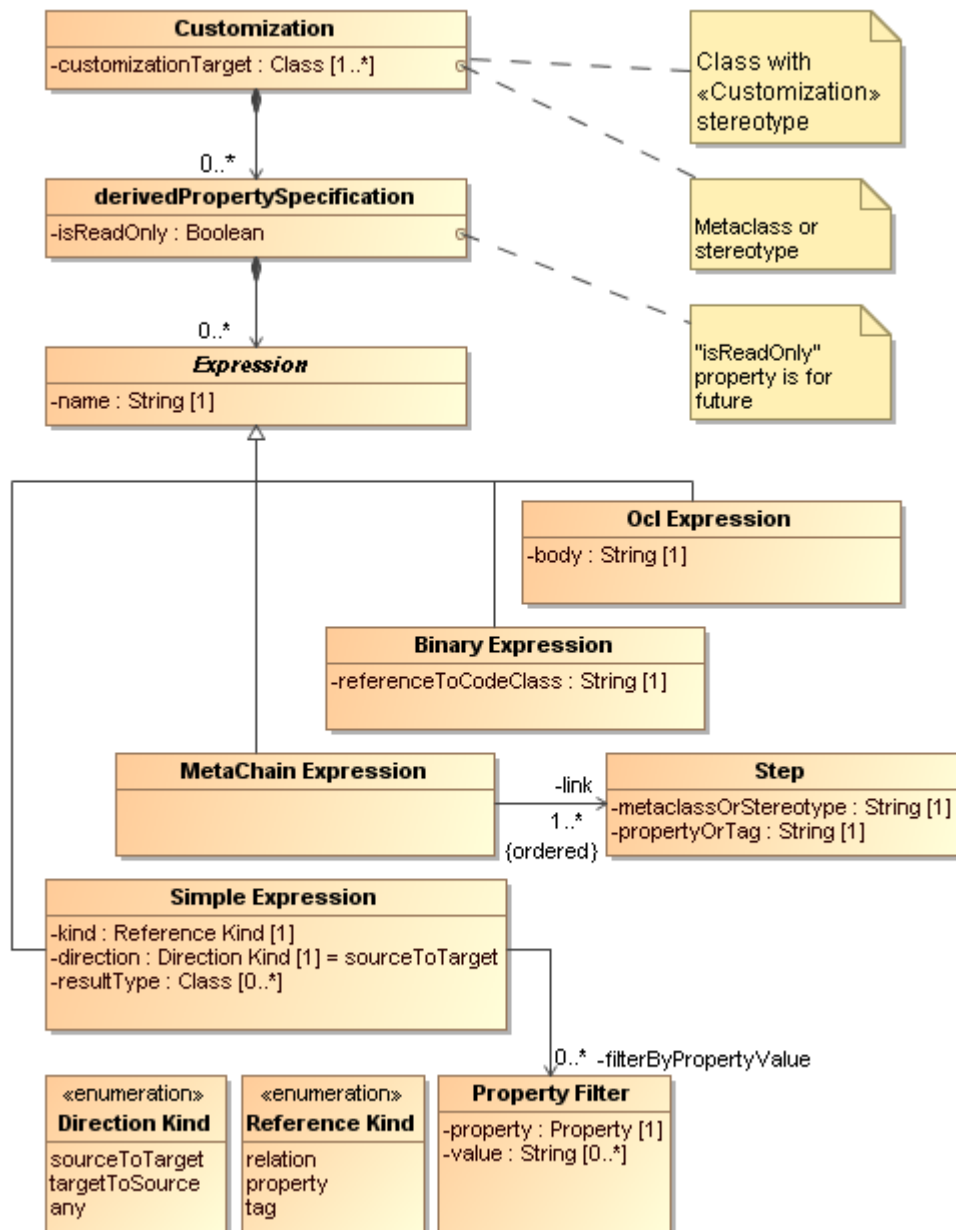 Customization
-customizationTarget : Class [1..*]
Class with
«Customization»
stereotype
0..*
derivedPropertySpecification
-isReadOnly : Boolean
Metaclass or
stereotype
0..*
Expression
-name : String [1]
"isReadOnly"
property is for
future
Ocl Expression
-body : String [1]
Binary Expression
-referenceToCodeClass : String [1]
MetaChain Expression
-link
1..*
{ordered}
Step
-metaclassOrStereotype : String [1]
-propertyOrTag : String [1]
Simple Expression
-kind : Reference Kind [1]
-direction : Direction Kind [1] = sourceToTarget
-resultType : Class [0..*]
0..* -filterByPropertyValue
«enumeration»
Direction Kind
sourceToTarget
targetToSource
any
«enumeration»
Reference Kind
relation
property
tag
Property Filter
-property : Property [1]
-value : String [0..*]